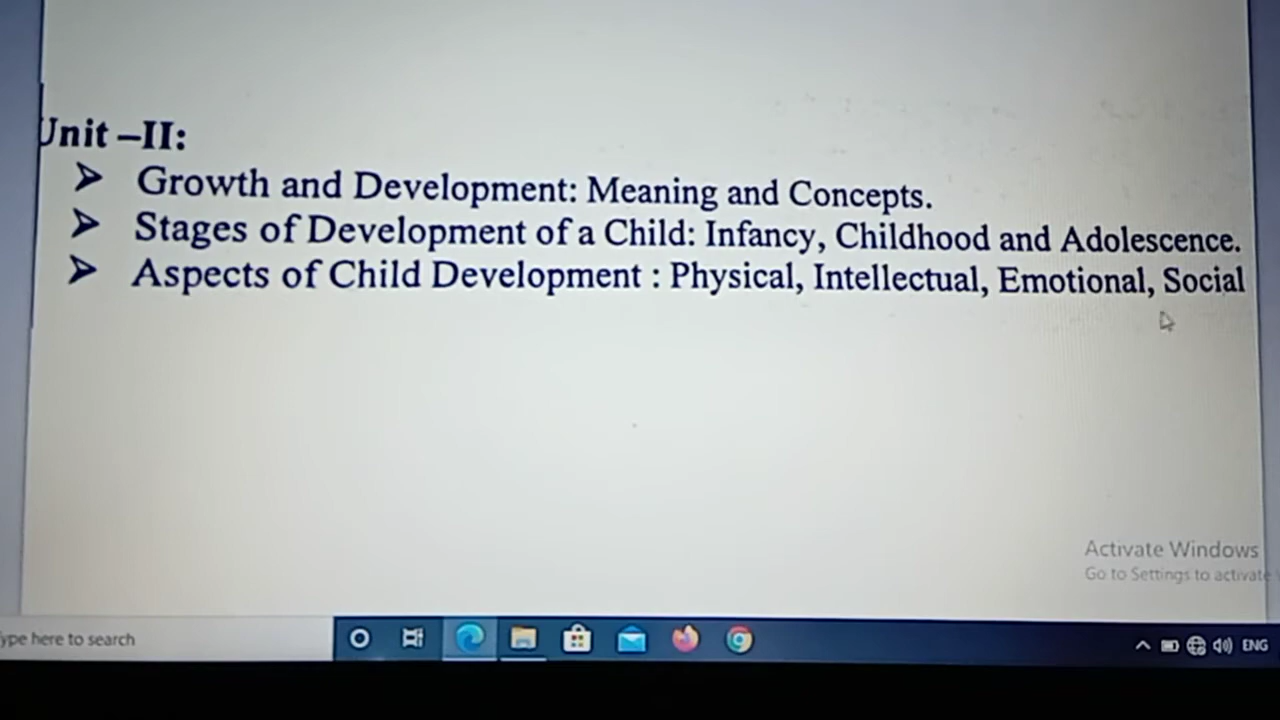 Unit –II:
➤ Growth and Development: Meaning and Concepts.
➤ Stages of Development of a Child: Infancy, Childhood and Adolescence.
➤ Aspects of Child Development : Physical, Intellectual, Emotional, Social
Activate Windows
Go to Settings to activate
ype here to search
ENG